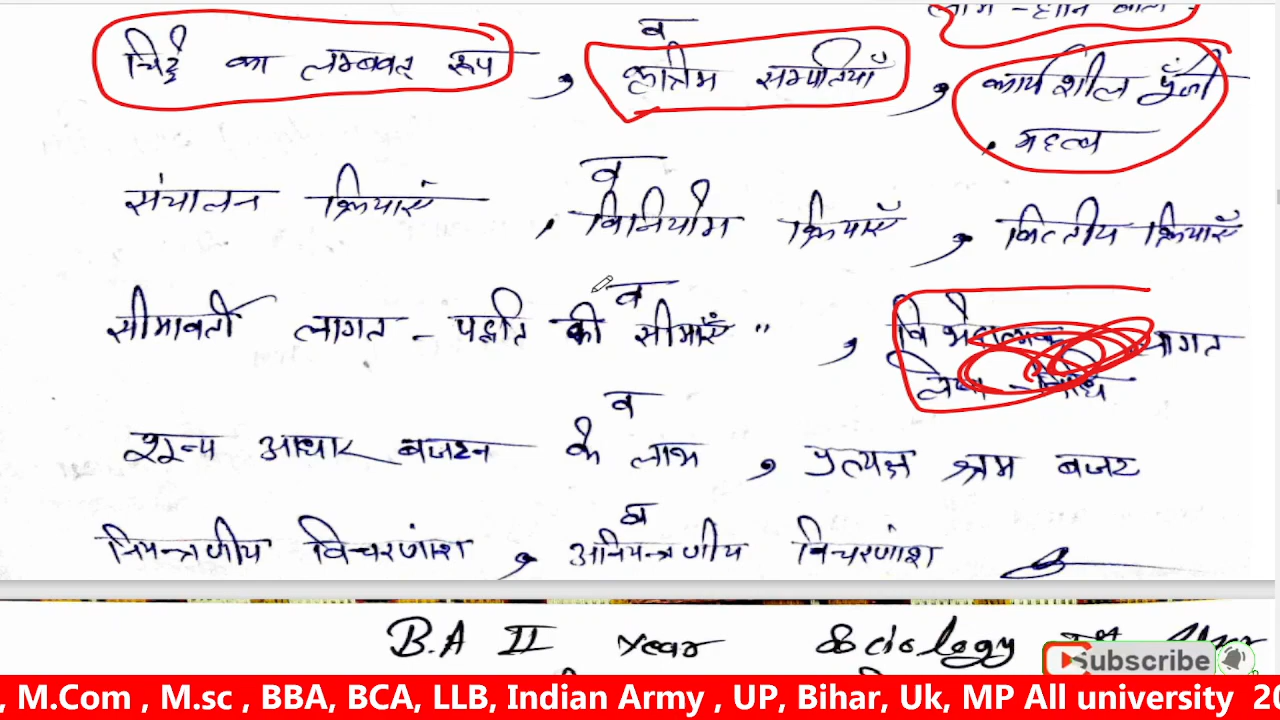 लाभ - हानि खाते
व
चिट्ठे का लम्बवत् रूप , कृत्रिम सम्पत्तियाँ , कार्यशील पूँजी
. महत्व
व
संचालन क्रियाएँ , विनियोग क्रियाएँ , वित्तीय क्रियाएँ
व
सीमावर्ती लागत - पद्धति की सीमाएँ " , लागत
व
शून्य आधार बजटन के लाभ , प्रत्यक्ष श्रम बजट
व
नियन्त्रणीय विचरणांश , अनियन्त्रणीय विचरणांश
B.A II year Sociology
Subscribe
, M.Com , M.sc , BBA, BCA, LLB, Indian Army , UP, Bihar, Uk, MP All university 20